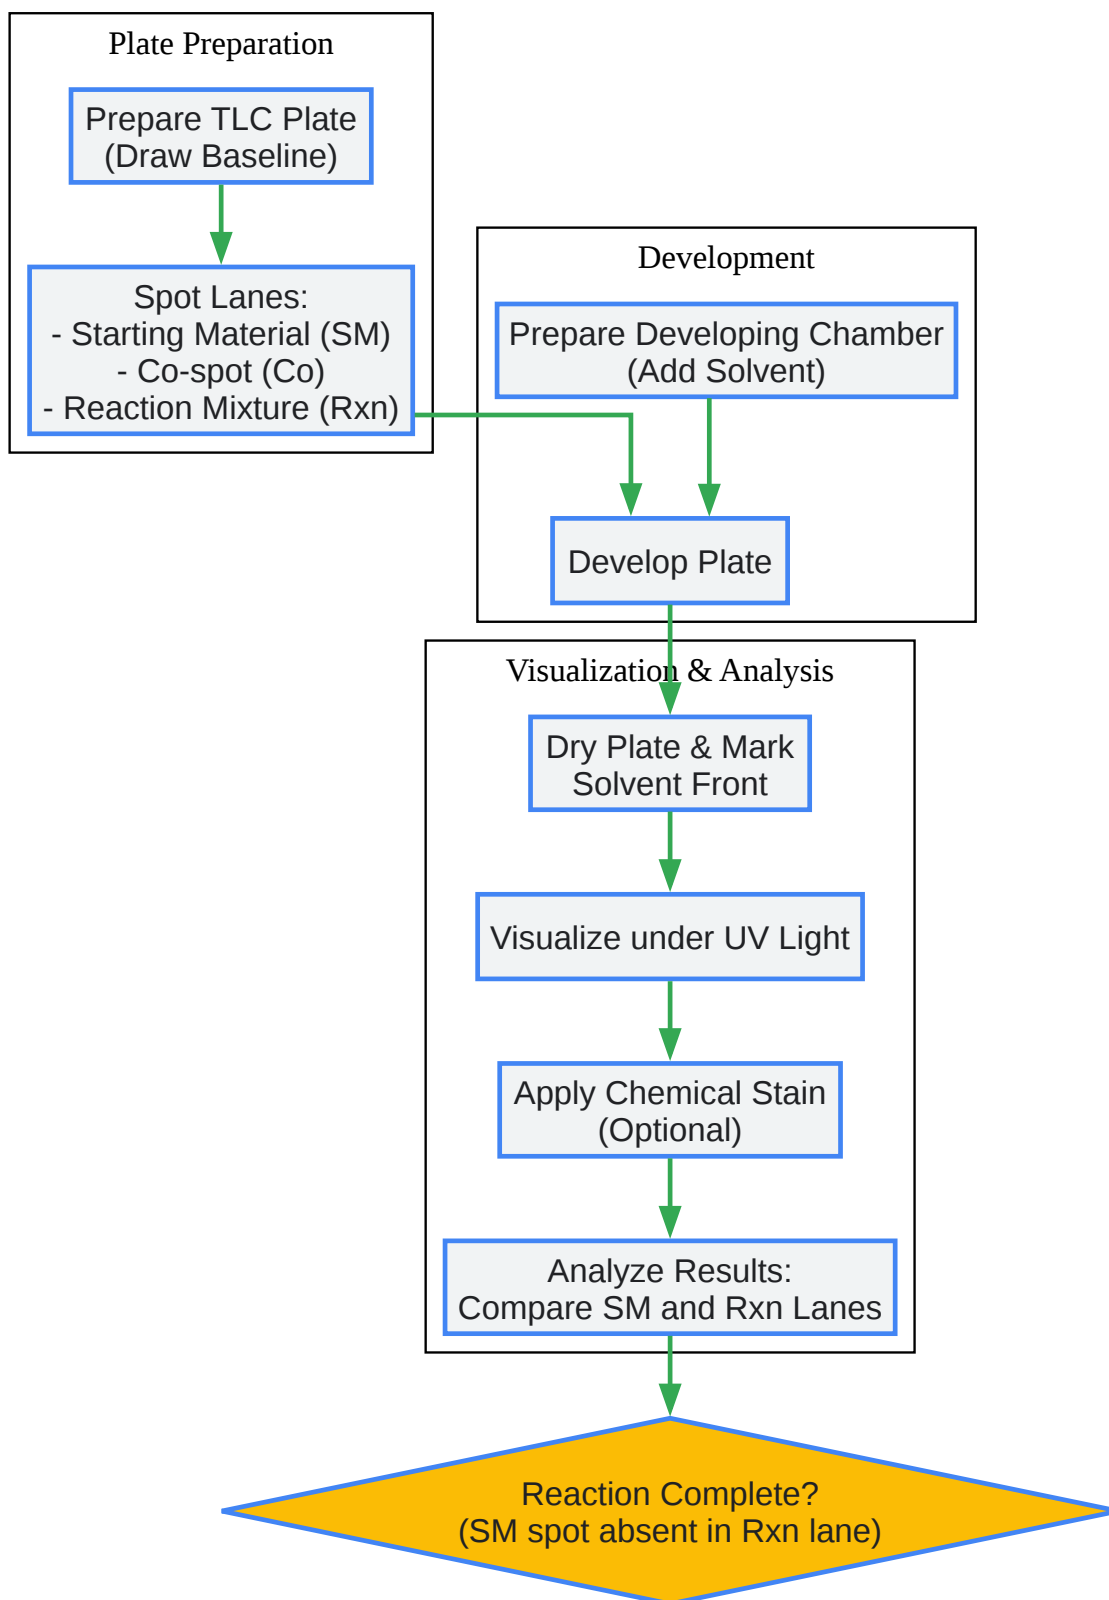 Plate Preparation
Prepare TLC Plate
(Draw Baseline)
Spot Lanes:
- Starting Material (SM)
- Co-spot (Co)
- Reaction Mixture (Rxn)
Development
Prepare Developing Chamber
(Add Solvent)
Develop Plate
Visualization & Analysis
Dry Plate & Mark
Solvent Front
Visualize under UV Light
Apply Chemical Stain
(Optional)
Analyze Results:
Compare SM and Rxn Lanes
Reaction Complete?
(SM spot absent in Rxn lane)